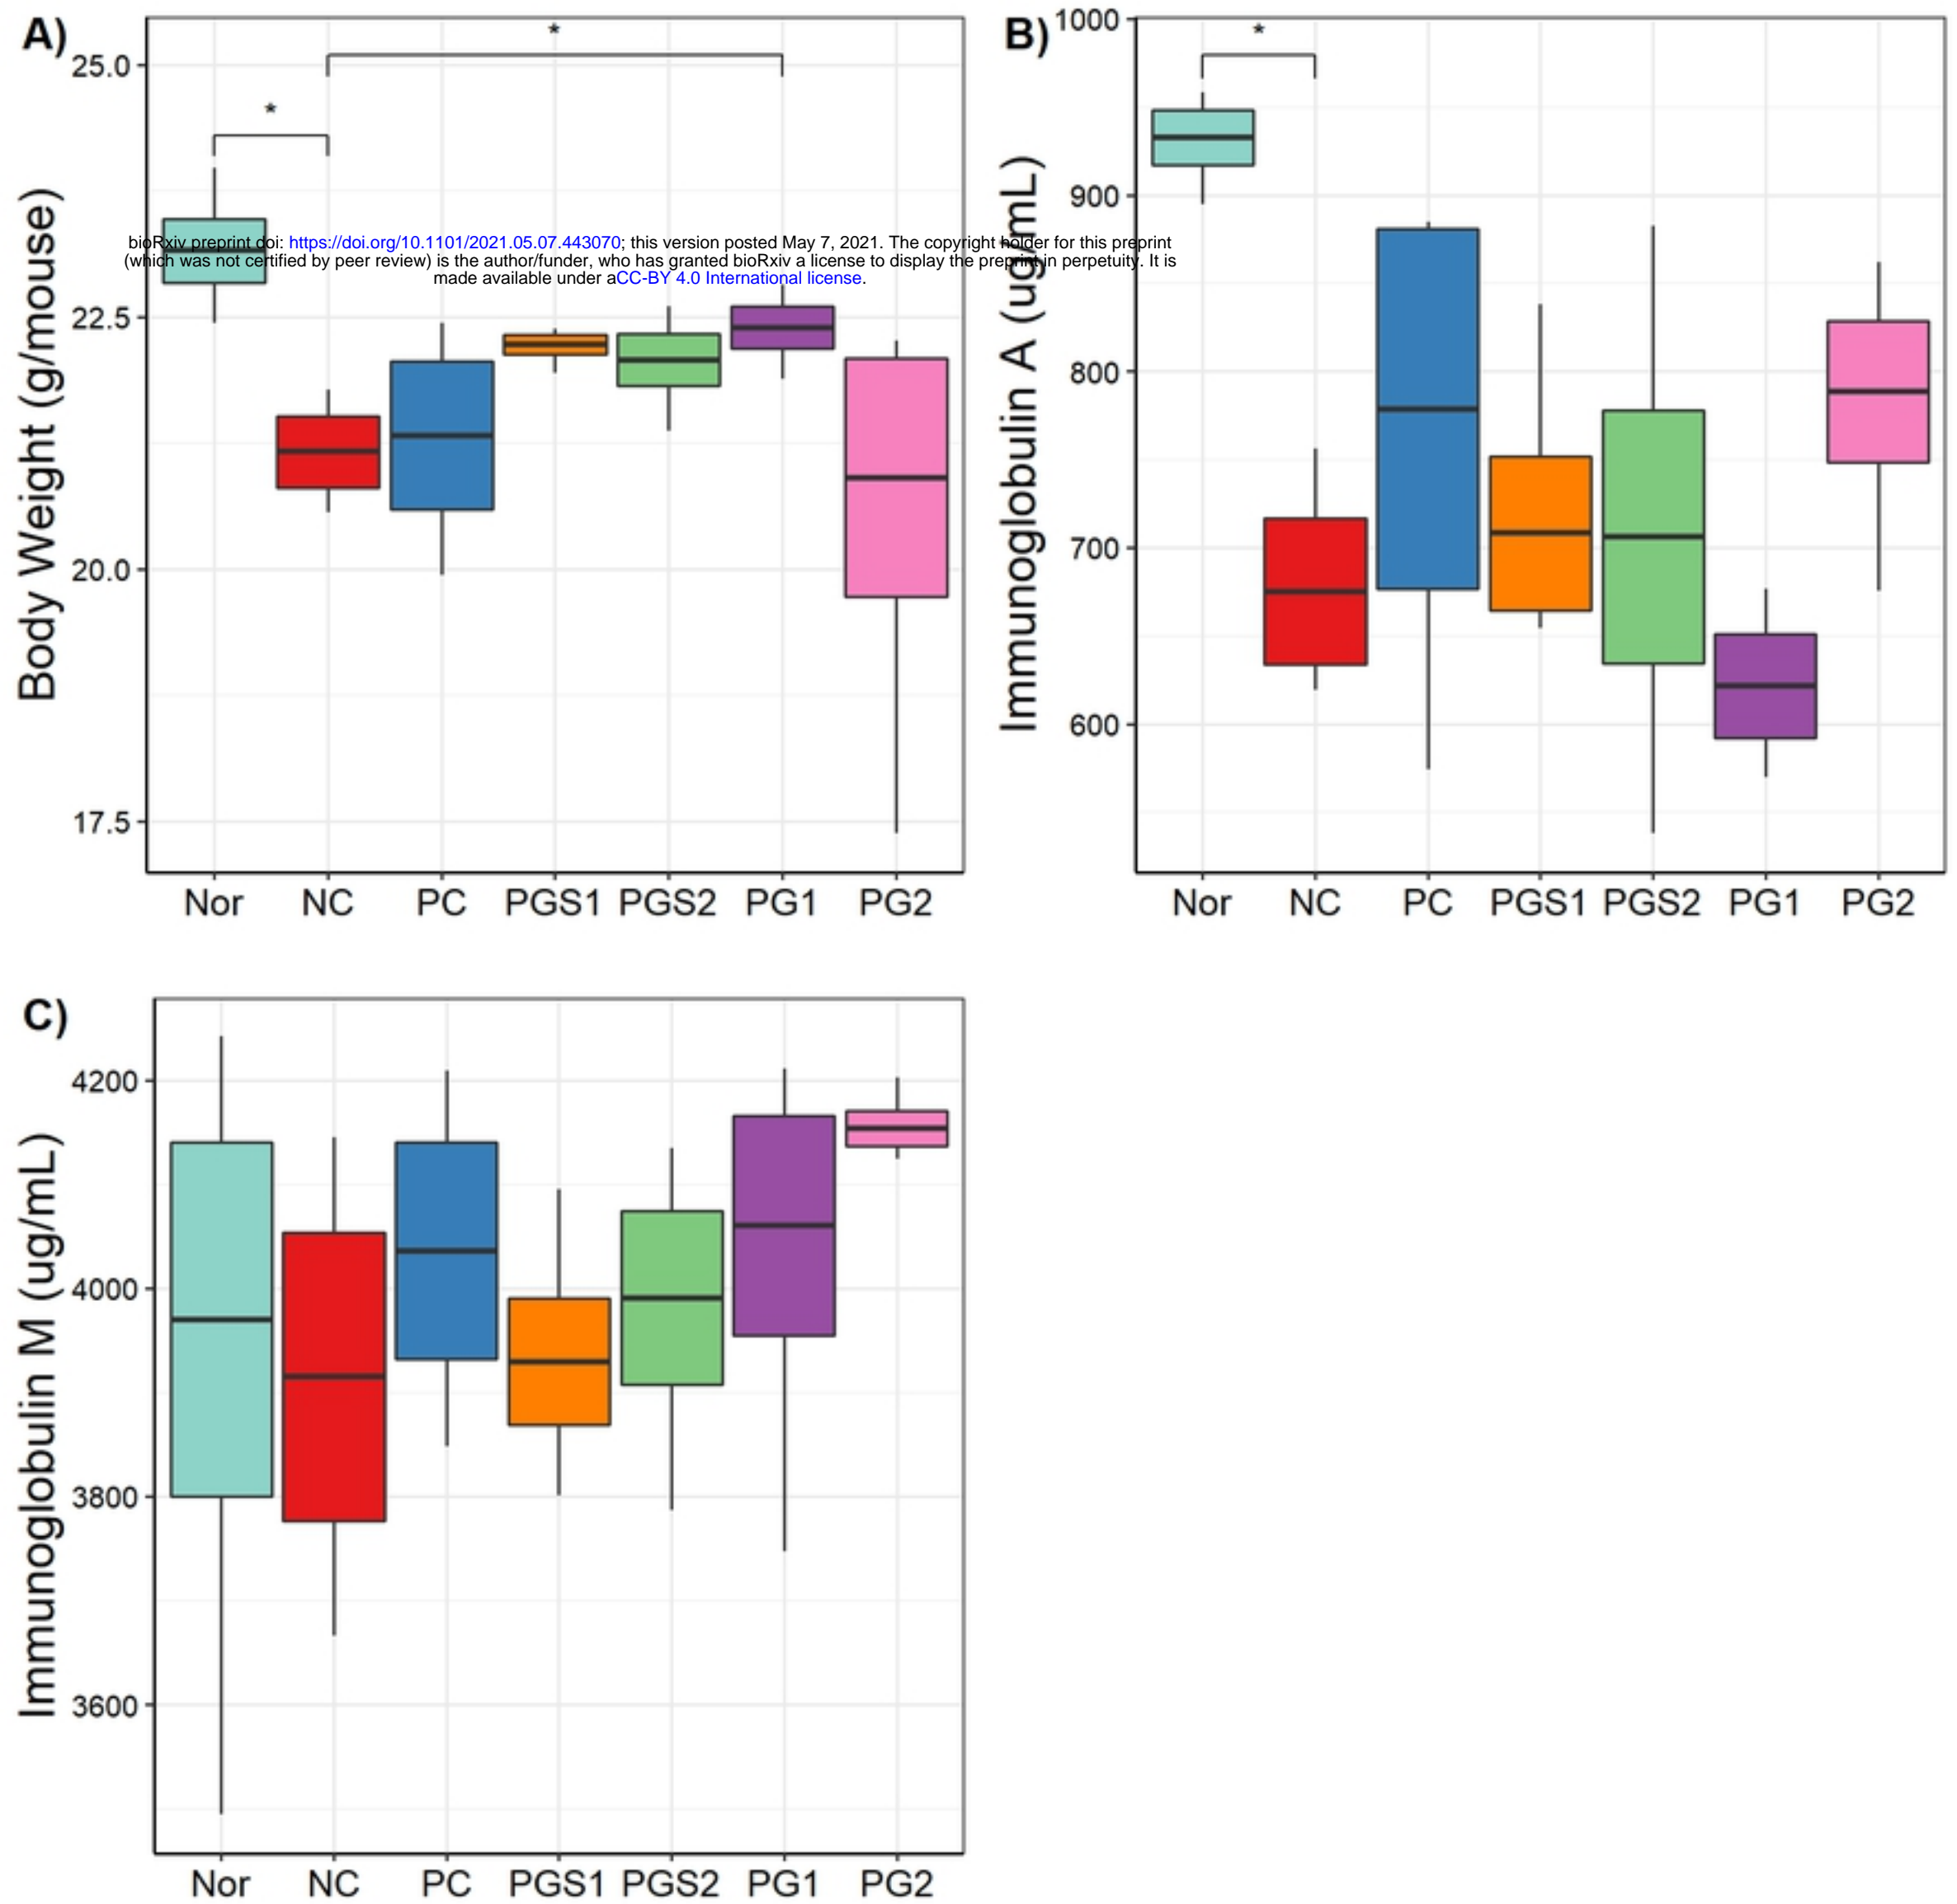 A)
*
*
Body Weight (g/mouse)
25.0
22.5
20.0
17.5
Nor NC PC PGS1 PGS2 PG1 PG2
B)
*
Immunoglobulin A (ug/mL)
1000
900
800
700
600
Nor NC PC PGS1 PGS2 PG1 PG2
bioRxiv preprint doi: https://doi.org/10.1101/2021.05.07.443070; this version posted May 7, 2021. The copyright holder for this preprint
(which was not certified by peer review) is the author/funder, who has granted bioRxiv a license to display the preprint in perpetuity. It is
made available under aCC-BY 4.0 International license.
C)
Immunoglobulin M (ug/mL)
4200
4000
3800
3600
Nor NC PC PGS1 PGS2 PG1 PG2